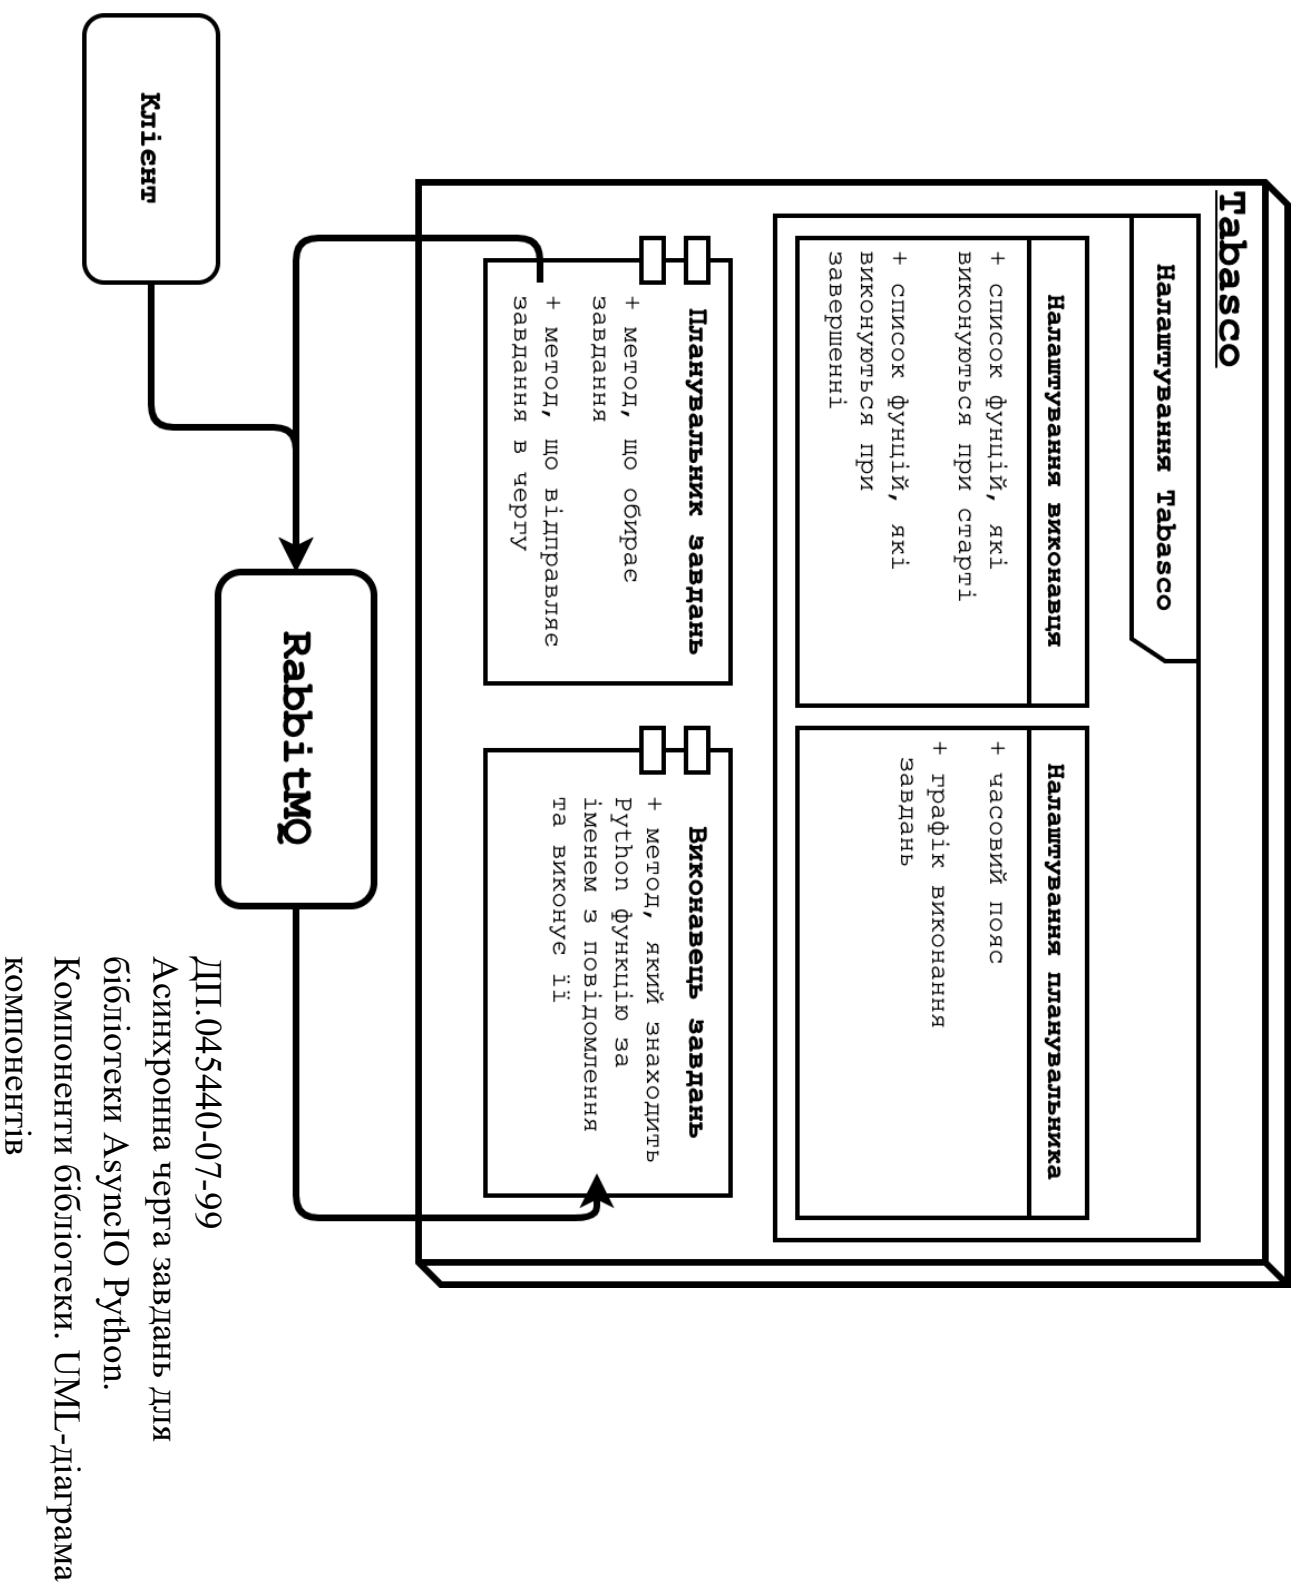 Tabasco
Налаштування Tabasco
Налаштування виконавця
+ список фунцій, які
виконуються при старті
+ список фунцій, які
виконуються при
завершенні
Налаштування планувальника
+ часовий пояс
+ графік виконання
завдань
Планувальник завдань
+ метод, що обирає
завдання
+ метод, що відправляє
завдання в чергу
Виконавець завдань
+ метод, який знаходить
Python функцію за
іменем з повідомлення
та виконує її
RabbitMQ
Клієнт
ДП.045440-07-99
Асинхронна черга завдань для
бібліотеки AsyncIO Python.
Компоненти бібліотеки. UML-діаграма
компонентів